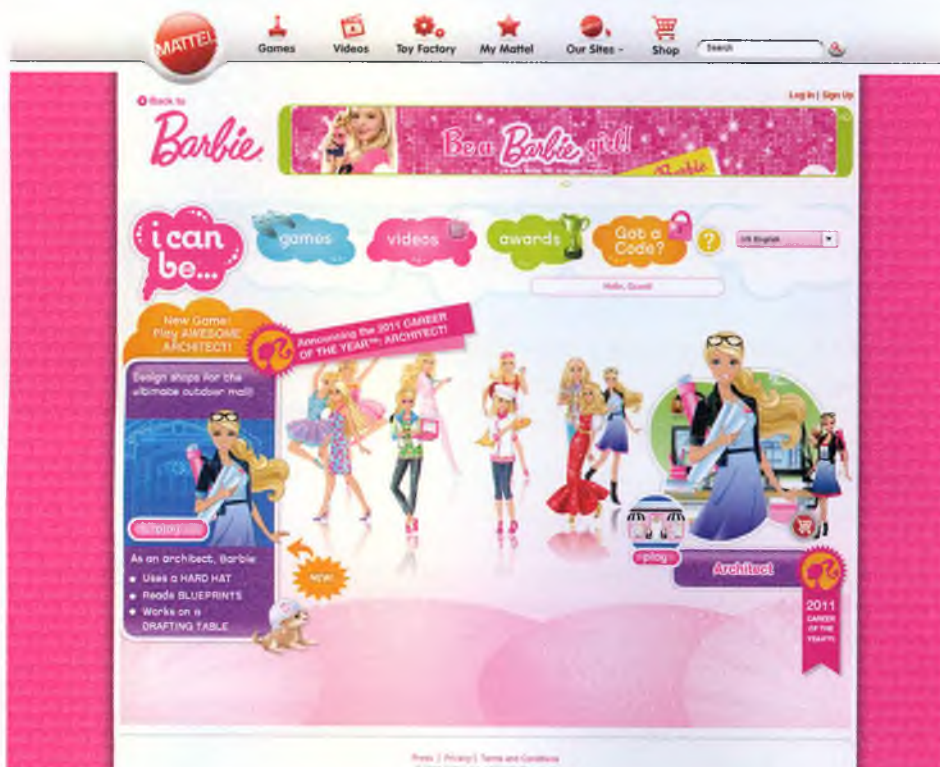 MATTEL
Games
Videos
Toy Factory
My Mattel
Our Sites -
Shop
Search
Log In | Sign Up
Back to
Barbie
Be a Barbie girl!
Barbie
i can
be...
games
videos
awards
Got a
Code?
?
US English
Hello, Guest!
New Game:
Play AWESOME
ARCHITECT!
Announcing the 2011 CAREER
OF THE YEAR™: ARCHITECT!
Design shops for the
ultimate outdoor mall!
play
As an architect, Barbie:
Uses a HARD HAT
Reads BLUEPRINTS
Works on a
DRAFTING TABLE
NEW!
play
Architect
2011
CAREER
OF THE
YEAR™!
Press | Privacy | Terms and Conditions